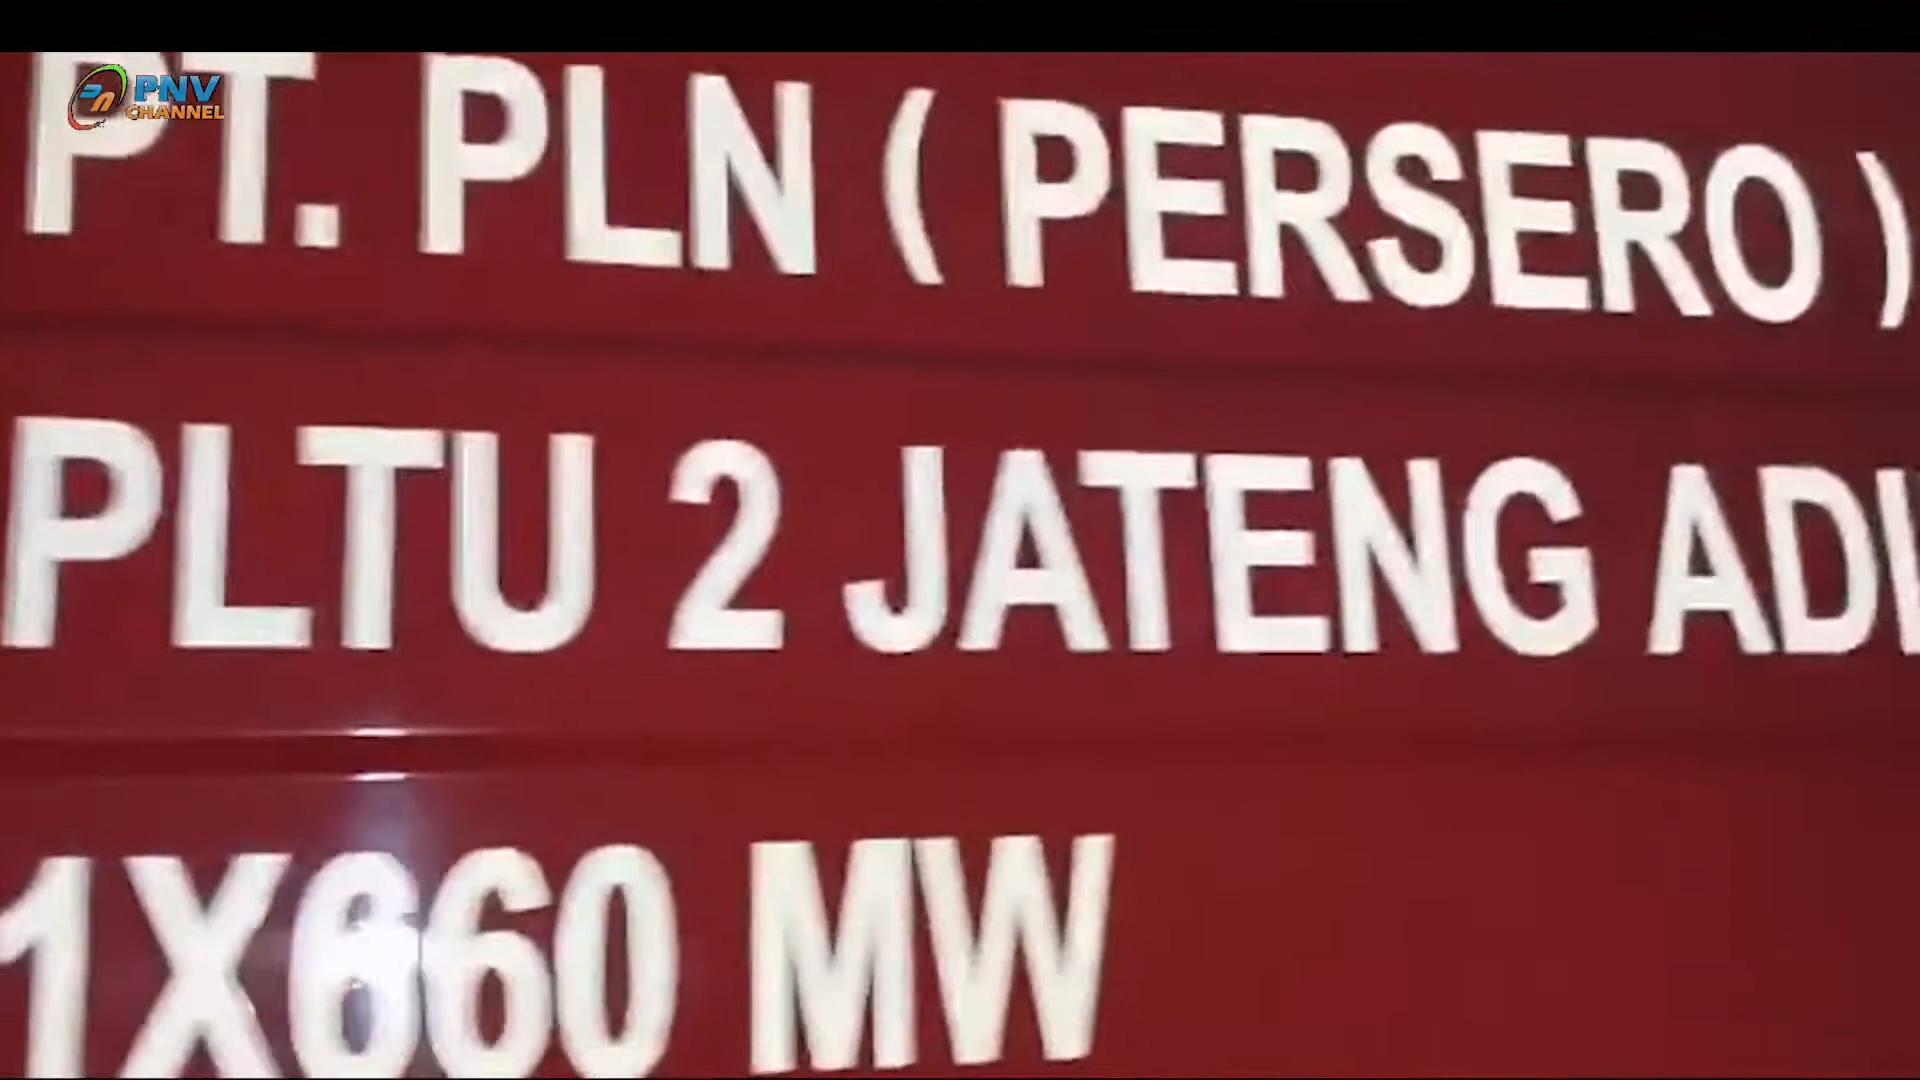 PNV
CHANNEL
PT. PLN ( PERSERO )
PLTU 2 JATENG
1X660 MW